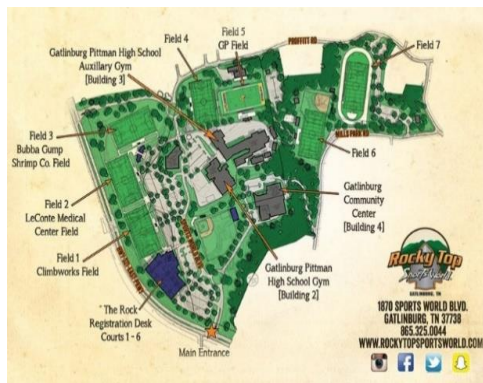 Field 5
GP Field
PROFFITT RD
Field 4
Field 7
Gatlinburg Pittman High School
Auxillary Gym
[Building 3]
Field 3
Bubba Gump
Shrimp Co. Field
MILLS PARK RD
Field 6
Field 2
LeConte Medical
Center Field
Gatlinburg
Community
Center
[Building 4]
Field 1
Climbworks Field
Gatlinburg Pittman
High School Gym
[Building 2]
"The Rock
Registration Desk
Courts 1 - 6
Main Entrance
Rocky Top
Sports World
GATLINBURG, TN
1870 SPORTS WORLD BLVD.
GATLINBURG, TN 37738
865.325.0044
WWW.ROCKYTOPSPORTSWORLD.COM